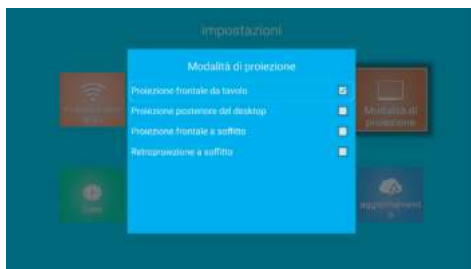 impostazioni
Modalità di proiezione
Proiezione frontale da tavolo
Proiezione posteriore del desktop
Proiezione frontale a soffitto
Retroproiezione a soffitto
Modalità di
proiezione
aggiornament